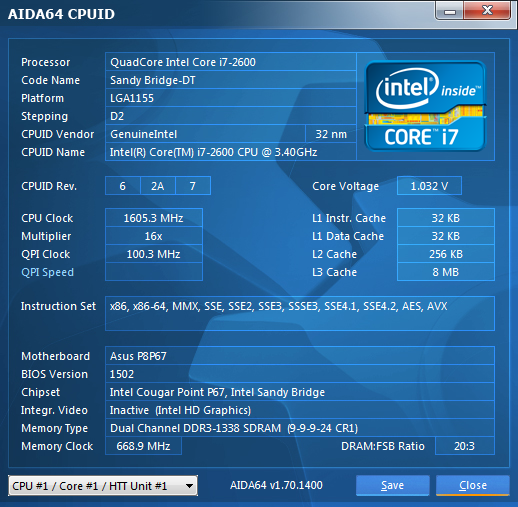 AIDA64 CPUID
Processor QuadCore Intel Core i7-2600
Code Name Sandy Bridge-DT
Platform LGA1155
Stepping D2
CPUID Vendor GenuineIntel 32 nm
CPUID Name Intel(R) Core(TM) i7-2600 CPU @ 3.40GHz
intel inside™
CORE™ i7
CPUID Rev. 6 2A 7 Core Voltage 1.032 V
CPU Clock 1605.3 MHz L1 Instr. Cache 32 KB
Multiplier 16x L1 Data Cache 32 KB
QPI Clock 100.3 MHz L2 Cache 256 KB
QPI Speed L3 Cache 8 MB
Instruction Set x86, x86-64, MMX, SSE, SSE2, SSE3, SSSE3, SSE4.1, SSE4.2, AES, AVX
Motherboard Asus P8P67
BIOS Version 1502
Chipset Intel Cougar Point P67, Intel Sandy Bridge
Integr. Video Inactive (Intel HD Graphics)
Memory Type Dual Channel DDR3-1338 SDRAM (9-9-9-24 CR1)
Memory Clock 668.9 MHz DRAM:FSB Ratio 20:3
CPU #1 / Core #1 / HTT Unit #1 AIDA64 v1.70.1400 Save Close